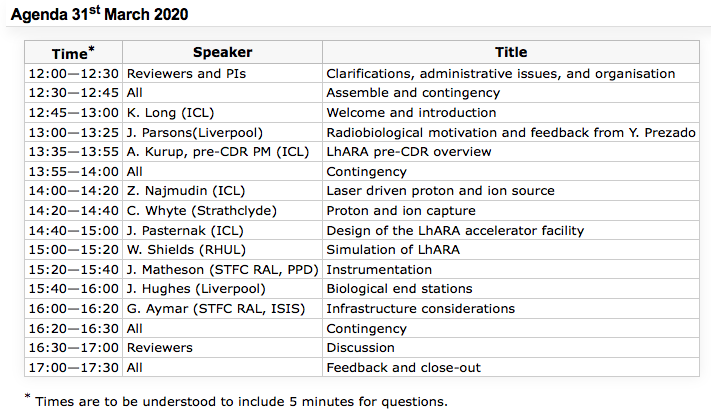 Agenda 31st March 2020
Time* Speaker Title
12:00—12:30 Reviewers and PIs Clarifications, administrative issues, and organisation
12:30—12:45 All Assemble and contingency
12:45—13:00 K. Long (ICL) Welcome and introduction
13:00—13:25 J. Parsons(Liverpool) Radiobiological motivation and feedback from Y. Prezado
13:35—13:55 A. Kurup, pre-CDR PM (ICL) LhARA pre-CDR overview
13:55—14:00 All Contingency
14:00—14:20 Z. Najmudin (ICL) Laser driven proton and ion source
14:20—14:40 C. Whyte (Strathclyde) Proton and ion capture
14:40—15:00 J. Pasternak (ICL) Design of the LhARA accelerator facility
15:00—15:20 W. Shields (RHUL) Simulation of LhARA
15:20—15:40 J. Matheson (STFC RAL, PPD) Instrumentation
15:40—16:00 J. Hughes (Liverpool) Biological end stations
16:00—16:20 G. Aymar (STFC RAL, ISIS) Infrastructure considerations
16:20—16:30 All Contingency
16:30—17:00 Reviewers Discussion
17:00—17:30 All Feedback and close-out
* Times are to be understood to include 5 minutes for questions.